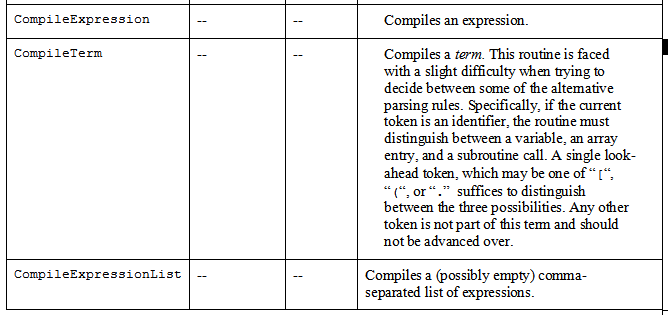 CompileExpression -- -- Compiles an expression.
CompileTerm -- -- Compiles a term. This routine is faced
with a slight difficulty when trying to
decide between some of the alternative
parsing rules. Specifically, if the current
token is an identifier, the routine must
distinguish between a variable, an array
entry, and a subroutine call. A single look-
ahead token, which may be one of “[“,
“(“, or “.” suffices to distinguish
between the three possibilities. Any other
token is not part of this term and should
not be advanced over.
CompileExpressionList -- -- Compiles a (possibly empty) comma-
separated list of expressions.